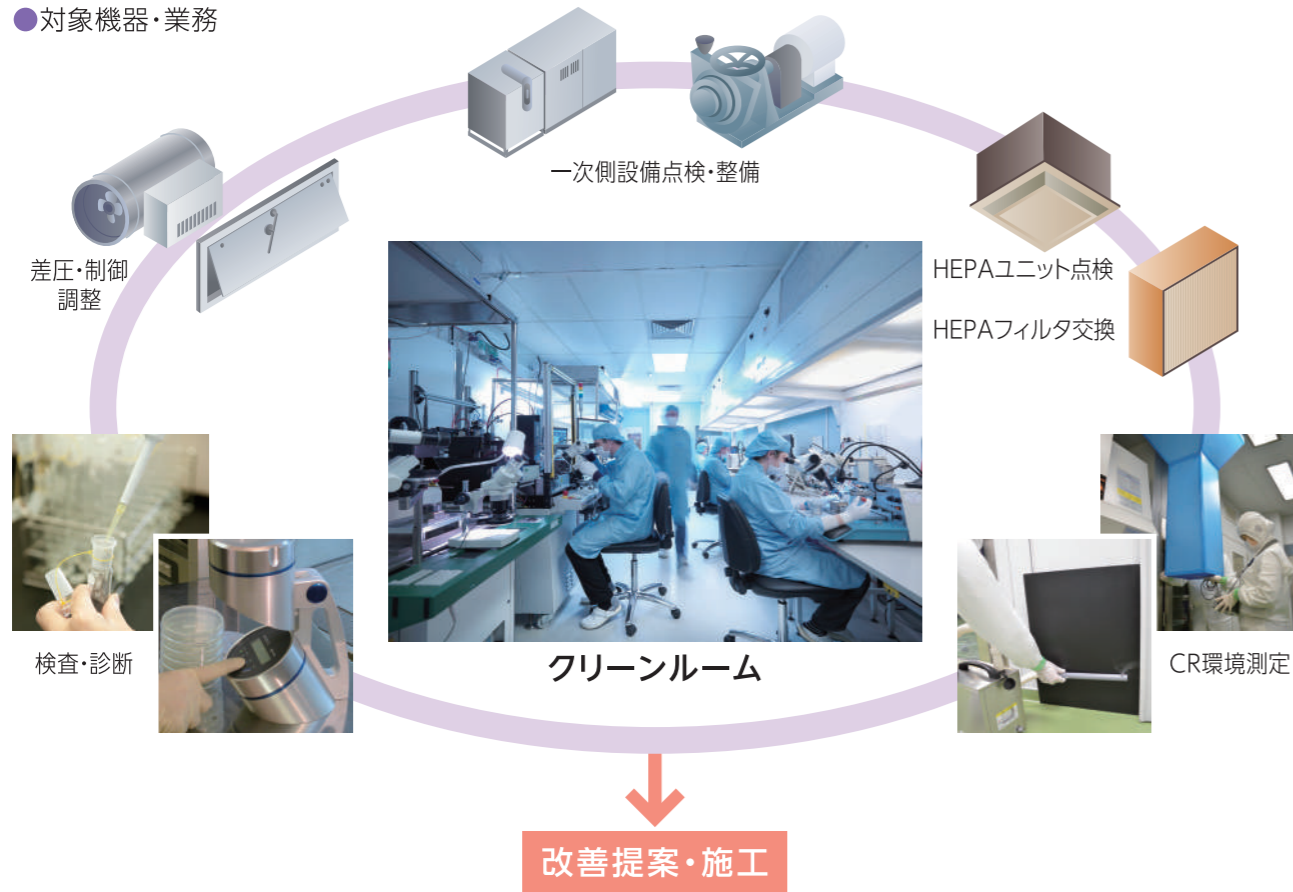 ●対象機器・業務
一次側設備点検・整備
差圧・制御
調整
HEPAユニット点検
HEPAフィルタ交換
検査・診断
クリーンルーム
CR環境測定
改善提案・施工